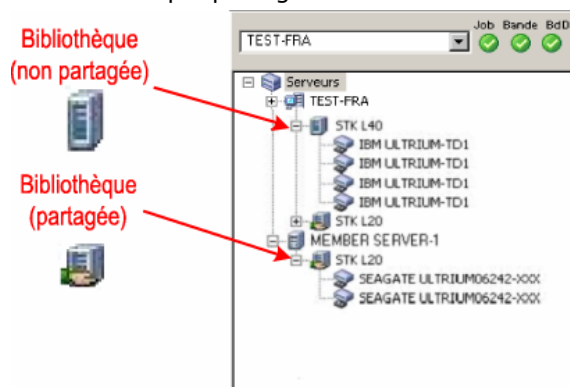 Bibliothèque
(non partagée)
Bibliothèque
(partagée)
Job Bande BdD
TEST-FRA
Serveurs
TEST-FRA
STK L40
IBM ULTRIUM-TD1
IBM ULTRIUM-TD1
IBM ULTRIUM-TD1
IBM ULTRIUM-TD1
STK L20
MEMBER SERVER-1
STK L20
SEAGATE ULTRIUM06242-XXX
SEAGATE ULTRIUM06242-XXX